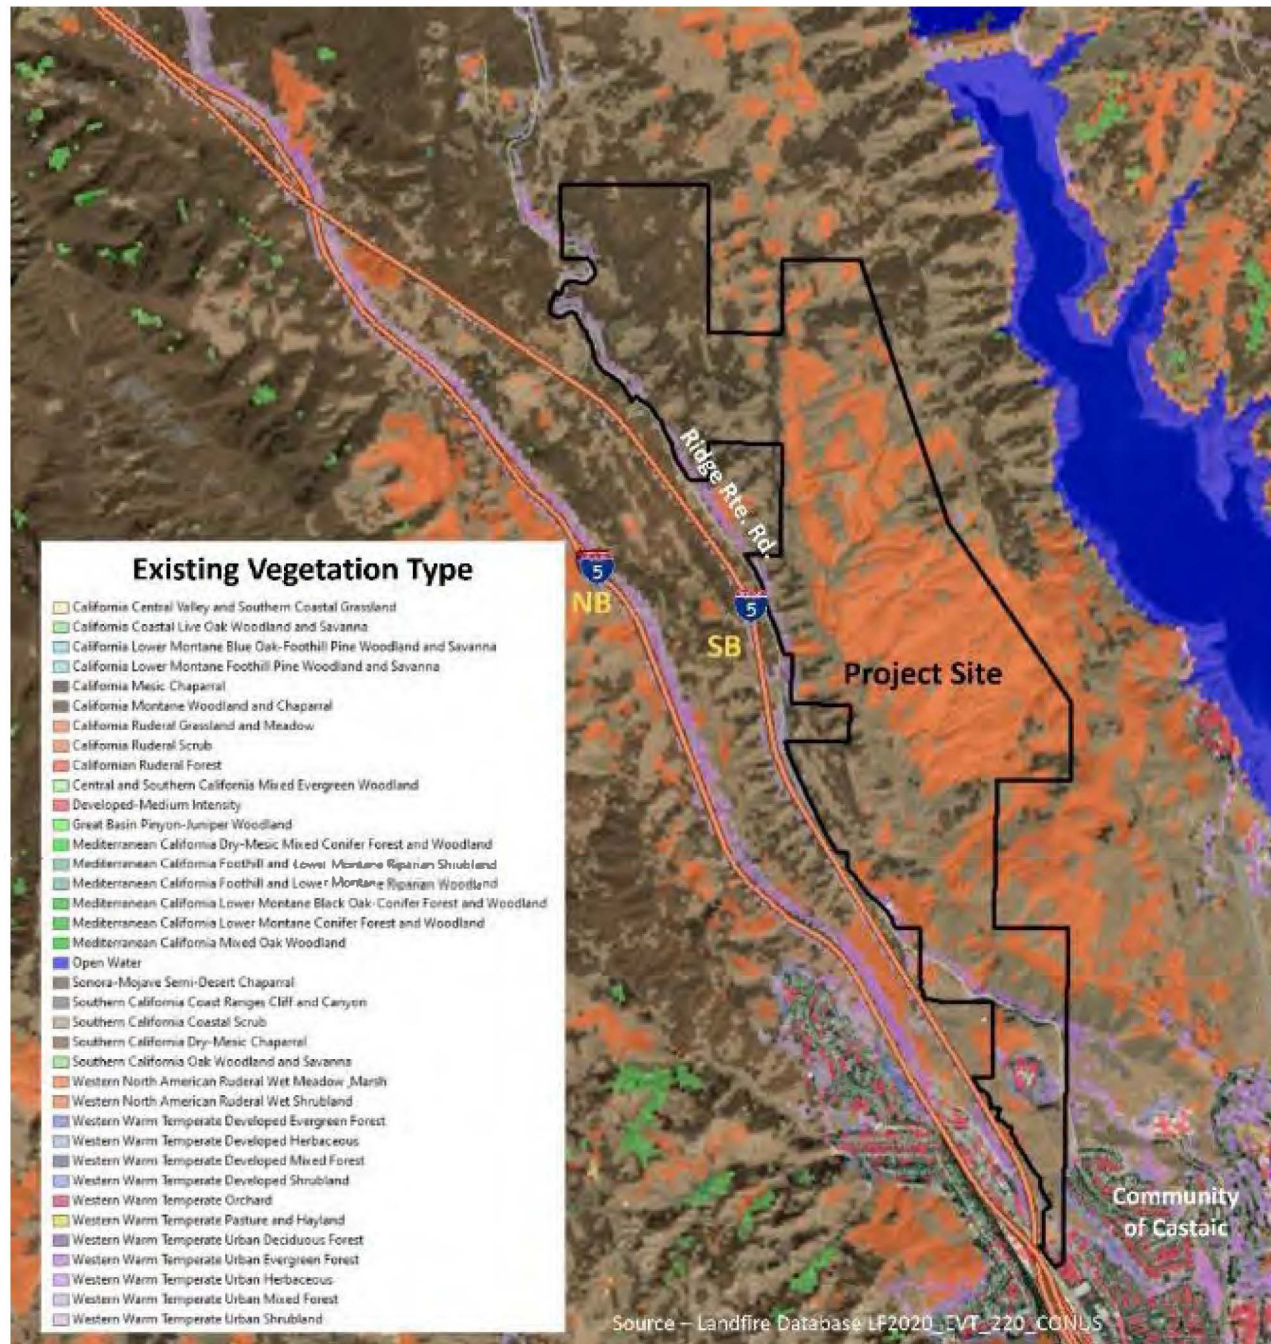 Ridge Rte. Rd.
Existing Vegetation Type
5
NB
5
SB
Project Site
California Central Valley and Southern Coastal Grassland
California Coastal Live Oak Woodland and Savanna
California Lower Montane Blue Oak-Foothill Pine Woodland and Savanna
California Lower Montane Foothill Pine Woodland and Savanna
California Mesic Chaparral
California Montane Woodland and Chaparral
California Ruderal Grassland and Meadow
California Ruderal Scrub
Californian Ruderal Forest
Central and Southern California Mixed Evergreen Woodland
Developed-Medium Intensity
Great Basin Pinyon-Juniper Woodland
Mediterranean California Dry-Mesic Mixed Conifer Forest and Woodland
Mediterranean California Foothill and Lower Montane Riparian Shrubland
Mediterranean California Foothill and Lower Montane Riparian Woodland
Mediterranean California Lower Montane Black Oak-Conifer Forest and Woodland
Mediterranean California Lower Montane Conifer Forest and Woodland
Mediterranean California Mixed Oak Woodland
Open Water
Sonora-Mojave Semi-Desert Chaparral
Southern California Coast Ranges Cliff and Canyon
Southern California Coastal Scrub
Southern California Dry-Mesic Chaparral
Southern California Oak Woodland and Savanna
Western North American Ruderal Wet Meadow ,Marsh
Western North American Ruderal Wet Shrubland
Western Warm Temperate Developed Evergreen Forest
Western Warm Temperate Developed Herbaceous
Western Warm Temperate Developed Mixed Forest
Western Warm Temperate Developed Shrubland
Western Warm Temperate Orchard
Western Warm Temperate Pasture and Hayland
Western Warm Temperate Urban Deciduous Forest
Western Warm Temperate Urban Evergreen Forest
Western Warm Temperate Urban Herbaceous
Western Warm Temperate Urban Mixed Forest
Western Warm Temperate Urban Shrubland
Community
of Castaic
Source – Landfire Database LF2020_EVT_220_CONUS